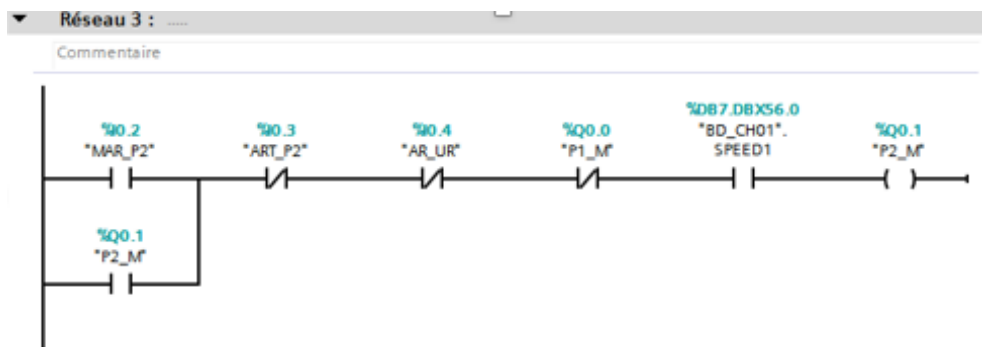 Réseau 3 : .....
Commentaire
%DB7.DBX56.0
%I0.2 %I0.3 %I0.4 %Q0.0 "BD_CH01". %Q0.1
"MAR_P2" "ART_P2" "AR_UR" "P1_M" SPEED1 "P2_M"
%Q0.1
"P2_M"